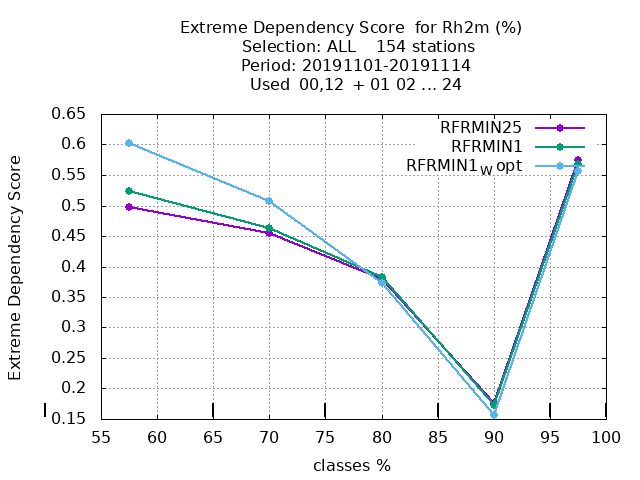 Extreme Dependency Score for Rh2m (%)
Selection: ALL 154 stations
Period: 20191101-20191114
Used 00,12 + 01 02 ... 24
RFRMIN25
RFRMIN1
RFRMIN1W opt
Extreme Dependency Score
0.65
0.6
0.55
0.5
0.45
0.4
0.35
0.3
0.25
0.2
0.15
55 60 65 70 75 80 85 90 95 100
classes %